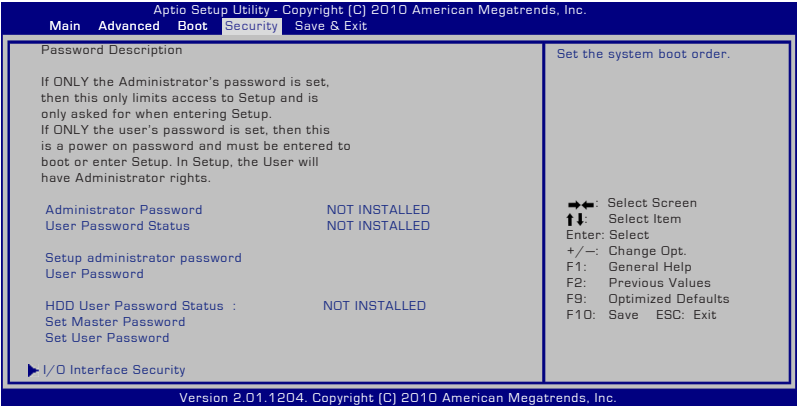 Aptio Setup Utility - Copyright (C) 2010 American Megatrends, Inc.
Main Advanced Boot Security Save & Exit
Password Description
If ONLY the Administrator's password is set,
then this only limits access to Setup and is
only asked for when entering Setup.
If ONLY the user's password is set, then this
is a power on password and must be entered to
boot or enter Setup. In Setup, the User will
have Administrator rights.
Administrator Password NOT INSTALLED
User Password Status NOT INSTALLED
Setup administrator password
User Password
HDD User Password Status : NOT INSTALLED
Set Master Password
Set User Password
I/O Interface Security
Set the system boot order.
→←: Select Screen
↑↓: Select Item
Enter: Select
+/—: Change Opt.
F1: General Help
F2: Previous Values
F9: Optimized Defaults
F10: Save ESC: Exit
Version 2.01.1204. Copyright (C) 2010 American Megatrends, Inc.